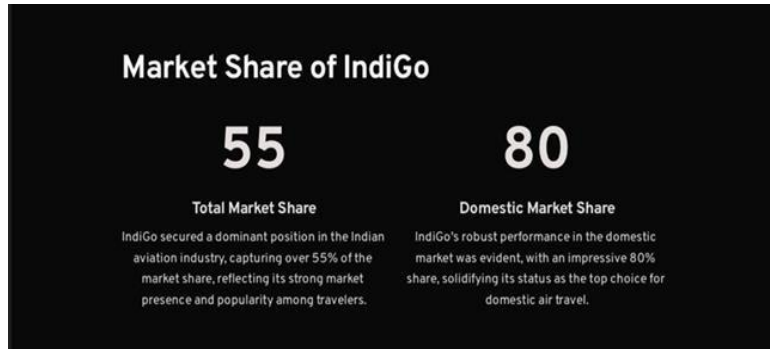 Market Share of IndiGo
55
Total Market Share
IndiGo secured a dominant position in the Indian
aviation industry, capturing over 55% of the
market share, reflecting its strong market
presence and popularity among travelers.
80
Domestic Market Share
IndiGo's robust performance in the domestic
market was evident, with an impressive 80%
share, solidifying its status as the top choice for
domestic air travel.